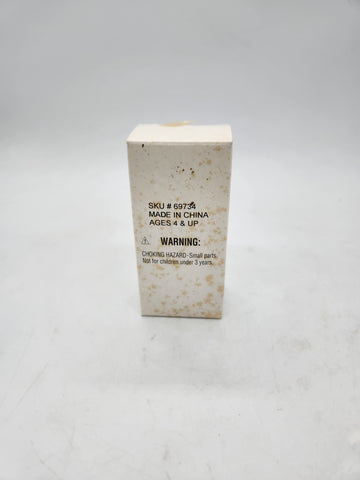 SKU # 69734
MADE IN CHINA
AGES 4 & UP
WARNING:
CHOKING HAZARD-Small parts.
Not for children under 3 years.